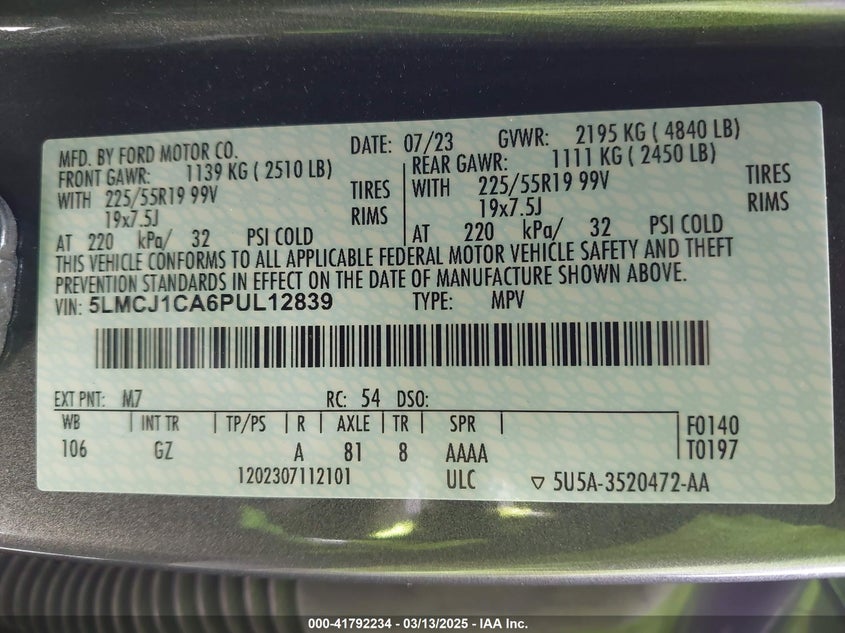 MFD. BY FORD MOTOR CO. DATE: 07/23 GVWR: 2195 KG ( 4840 LB)
FRONT GAWR: 1139 KG ( 2510 LB) REAR GAWR: 1111 KG ( 2450 LB)
WITH 225/55R19 99V TIRES WITH 225/55R19 99V TIRES
19x7.5J RIMS 19x7.5J RIMS
AT 220 kPa/ 32 PSI COLD AT 220 kPa/ 32 PSI COLD
THIS VEHICLE CONFORMS TO ALL APPLICABLE FEDERAL MOTOR VEHICLE SAFETY AND THEFT
PREVENTION STANDARDS IN EFFECT ON THE DATE OF MANUFACTURE SHOWN ABOVE.
VIN: 5LMCJ1CA6PUL12839 TYPE: MPV
EXT PNT: M7 RC: 54 DSO:
WB | INT TR | TP/PS | R | AXLE | TR | SPR | F0140
106 GZ A 81 8 AAAA T0197
1202307112101 ULC ▽ 5U5A-3520472-AA
000-41792234 - 03/13/2025 - IAA Inc.